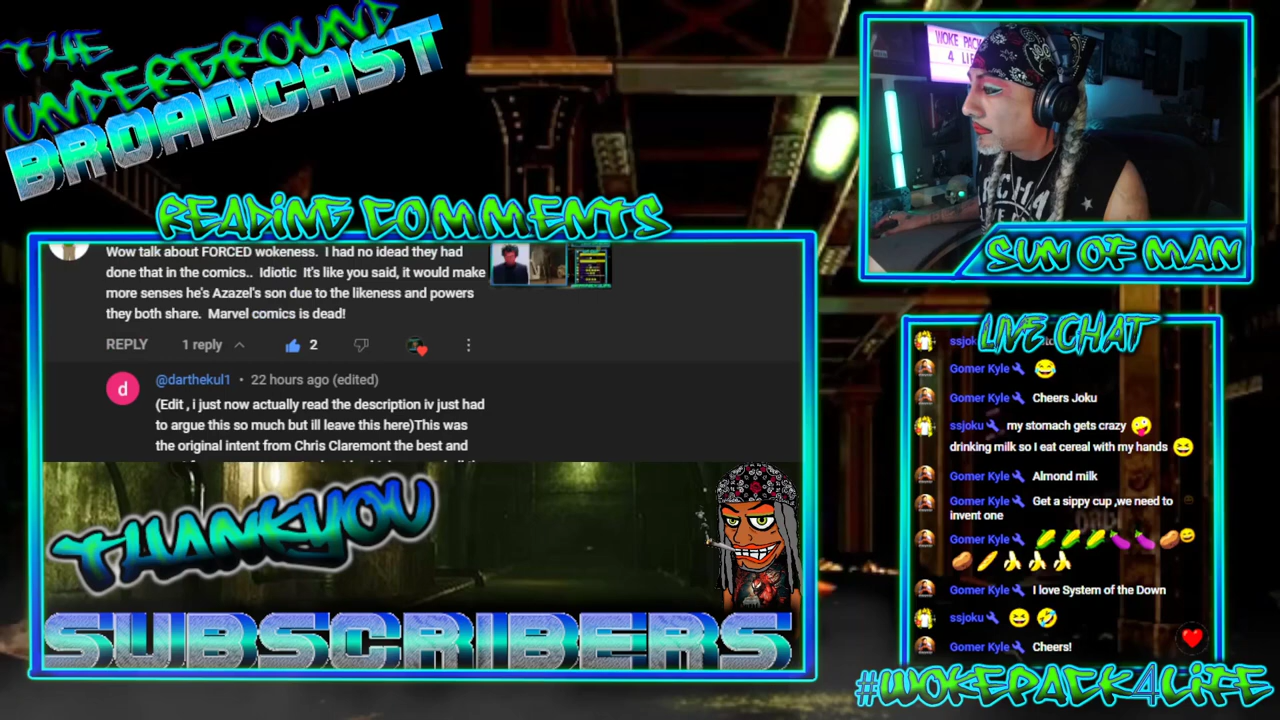 THE
UNDERGROUND
BROADCAST
READING COMMENTS
Wow talk about FORCED wokeness. I had no idead they had
done that in the comics.. Idiotic It's like you said, it would make
more senses he's Azazel's son due to the likeness and powers
they both share. Marvel comics is dead!
REPLY 1 reply 2
d @darthekul1 • 22 hours ago (edited)
(Edit , i just now actually read the description iv just had
to argue this so much but ill leave this here)This was
the original intent from Chris Claremont the best and
THANKYOU
SUBSCRIBERS
WOKE PACK
4 LIFE
SUN OF MAN
LIVE CHAT
Gomer Kyle 😂
Gomer Kyle Cheers Joku
ssjoku my stomach gets crazy 🤪
drinking milk so I eat cereal with my hands 😆
Gomer Kyle Almond milk
Gomer Kyle Get a sippy cup ,we need to
invent one
Gomer Kyle 🌽🌽🌽🍆🍆🥔😅
🥔🥖🍌🍌🍌
Gomer Kyle I love System of the Down
ssjoku 😆 🤣
Gomer Kyle Cheers!
#WOKEPACK4LIFE